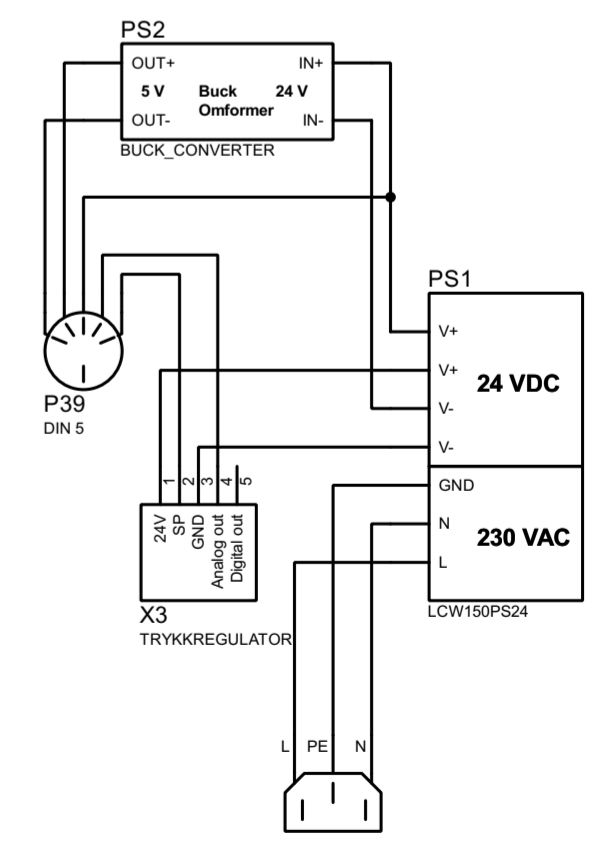 PS2
OUT+ IN+
5 V Buck 24 V
Omformer
OUT- IN-
BUCK_CONVERTER
PS1
V+
V+
24 VDC
V-
V-
P39
DIN 5
GND
N
230 VAC
L
LCW150PS24
1 2 3 4 5
24V
SP
GND
Analog out
Digital out
X3
TRYKKREGULATOR
L PE N